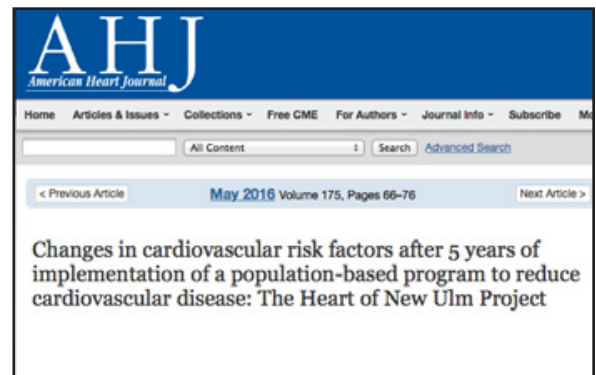 AHJ
American Heart Journal
Home Articles & Issues Collections Free CME For Authors Journal Info Subscribe Mo
All Content Search Advanced Search
< Previous Article May 2016 Volume 175, Pages 66–76 Next Article >
Changes in cardiovascular risk factors after 5 years of
implementation of a population-based program to reduce
cardiovascular disease: The Heart of New Ulm Project